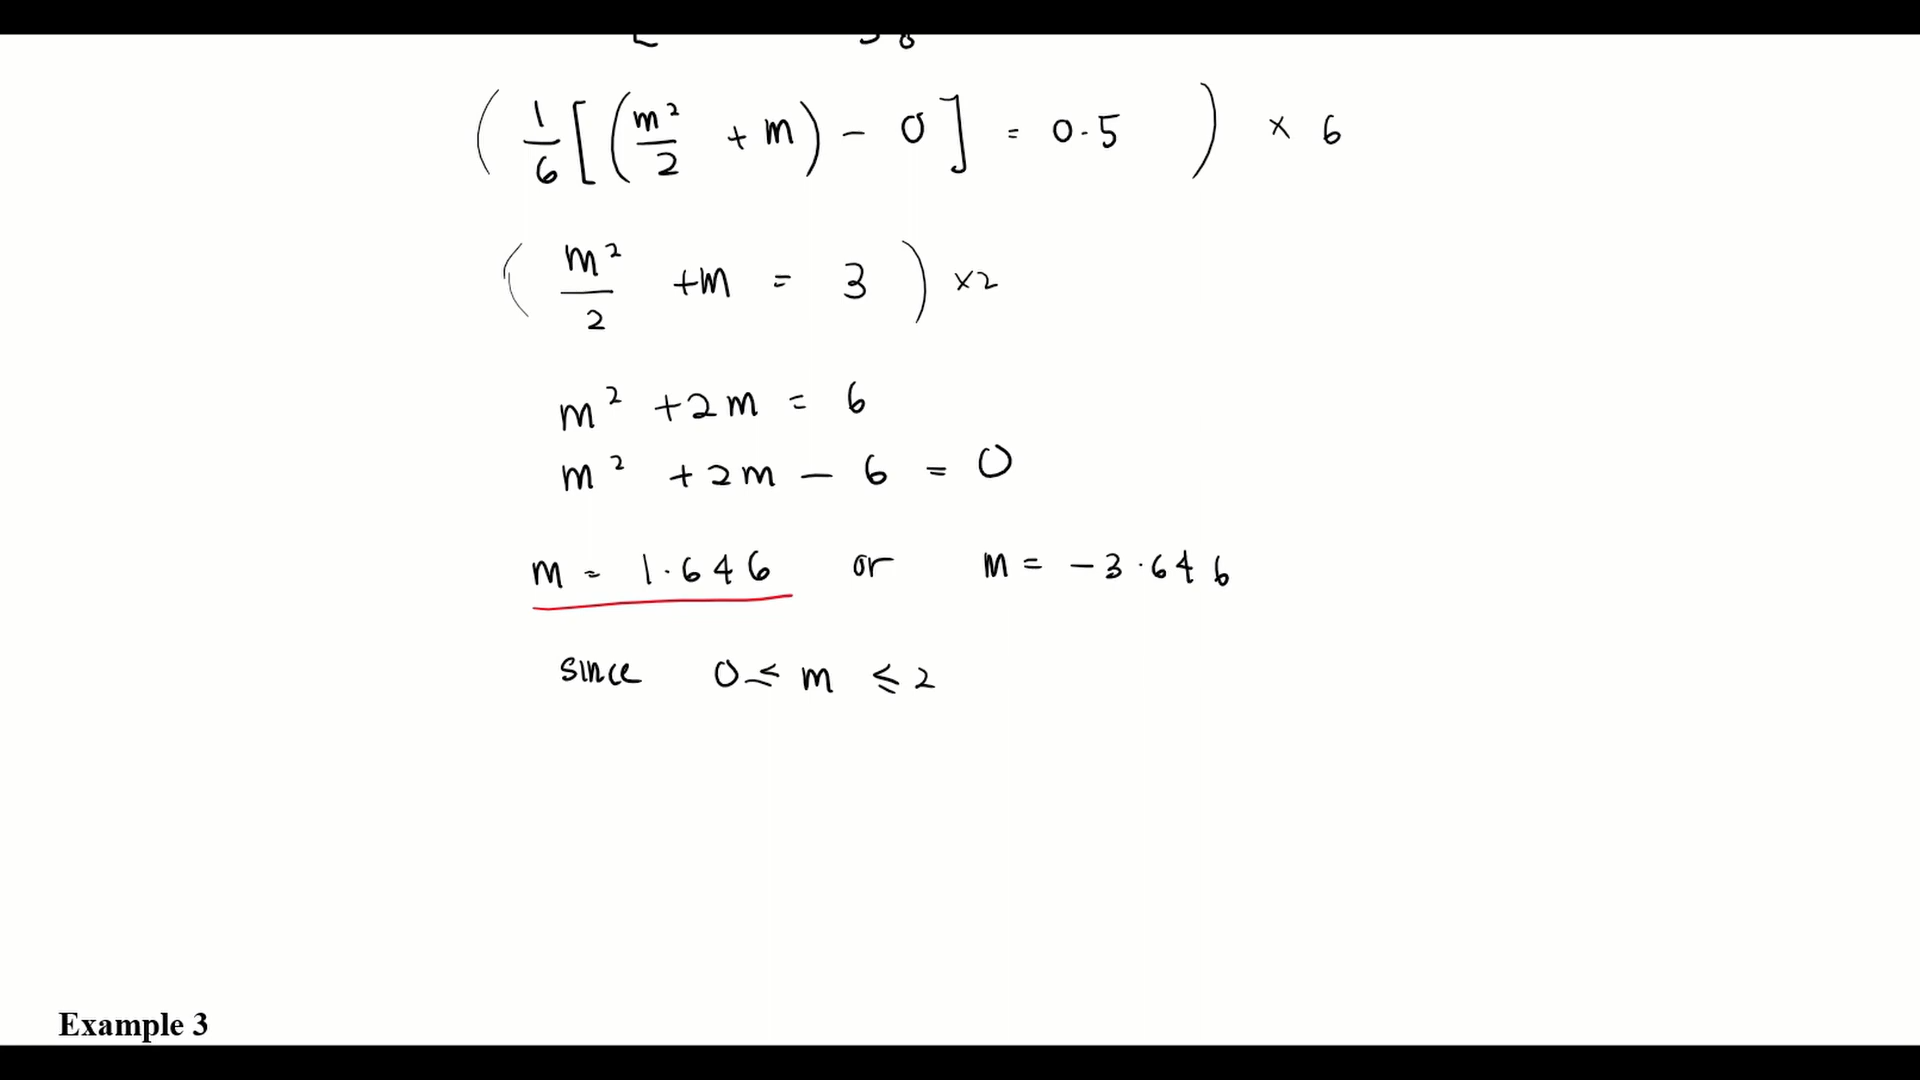 ( 1/6 [ ( m²/2 + m ) - 0 ] = 0.5 ) × 6
( m²/2 + m = 3 ) ×2
m² + 2m = 6
m² + 2m - 6 = 0
m = 1.646 or m = -3.646
since 0 ≤ m ≤ 2
Example 3